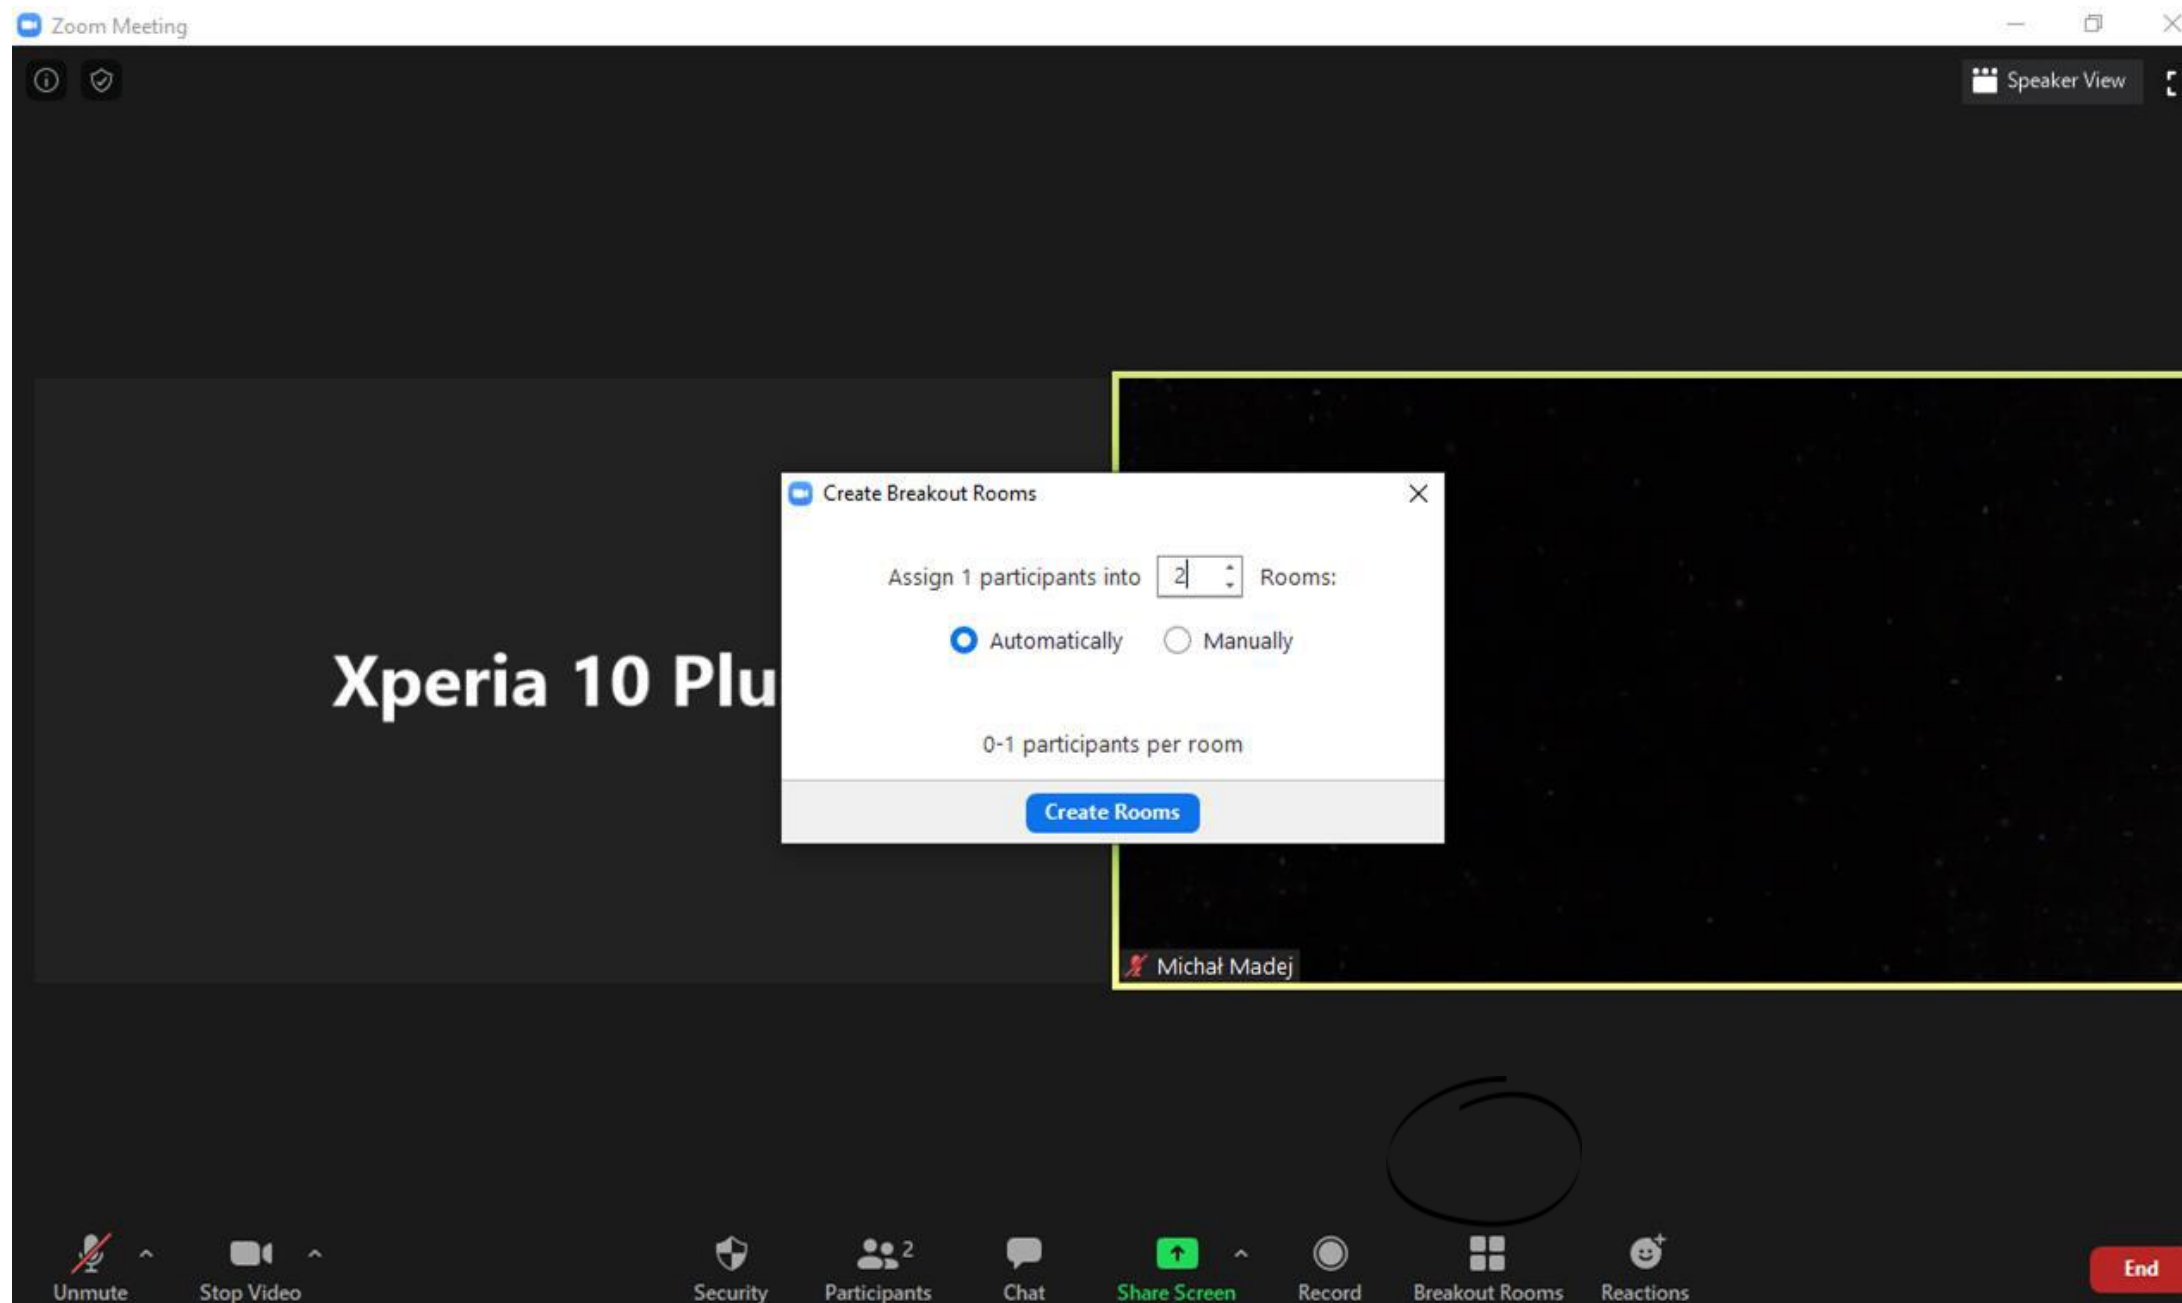 Zoom Meeting
Speaker View
Create Breakout Rooms
Assign 1 participants into 2 Rooms:
Automatically Manually
Xperia 10 Plu
0-1 participants per room
Create Rooms
Michał Madej
2
End
Unmute Stop Video Security Participants Chat Share Screen Record Breakout Rooms Reactions